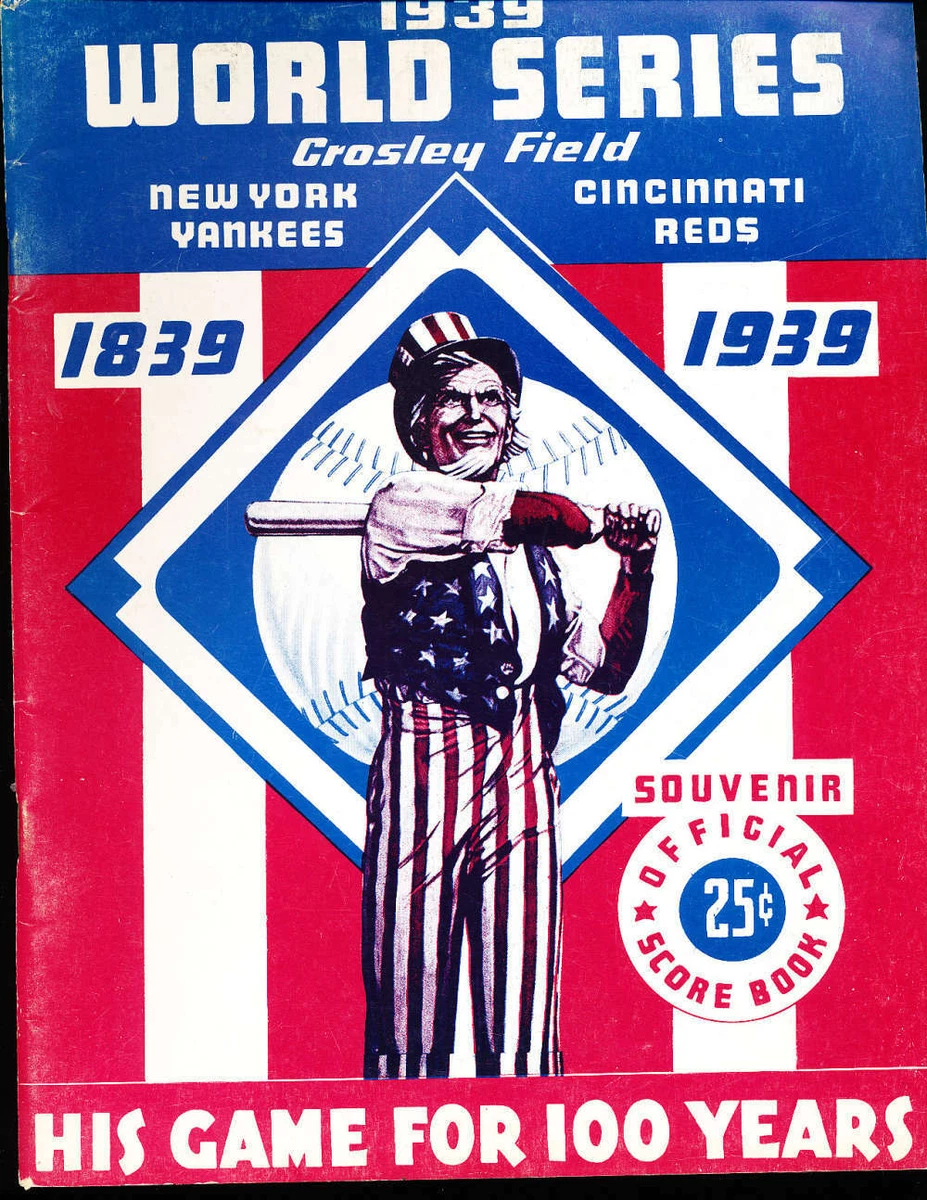 1939
WORLD SERIES
Crosley Field
NEW YORK
YANKEES
CINCINNATI
REDS
1839
1939
SOUVENIR
OFFICIAL
25¢
SCORE BOOK
HIS GAME FOR 100 YEARS